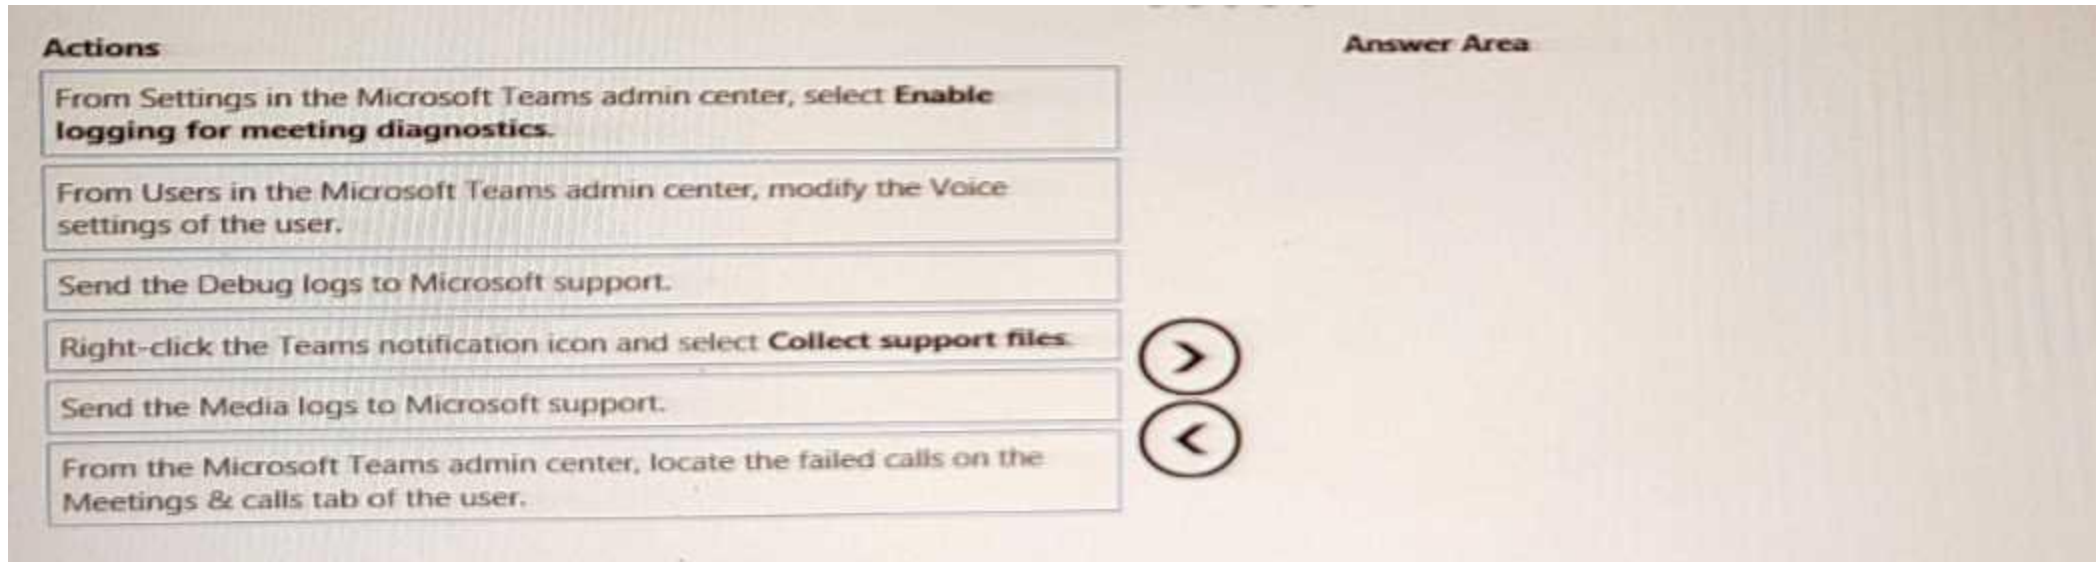 Actions
Answer Area
From Settings in the Microsoft Teams admin center, select Enable
logging for meeting diagnostics.
From Users in the Microsoft Teams admin center, modify the Voice
settings of the user.
Send the Debug logs to Microsoft support.
Right-click the Teams notification icon and select Collect support files.
Send the Media logs to Microsoft support.
From the Microsoft Teams admin center, locate the failed calls on the
Meetings & calls tab of the user.